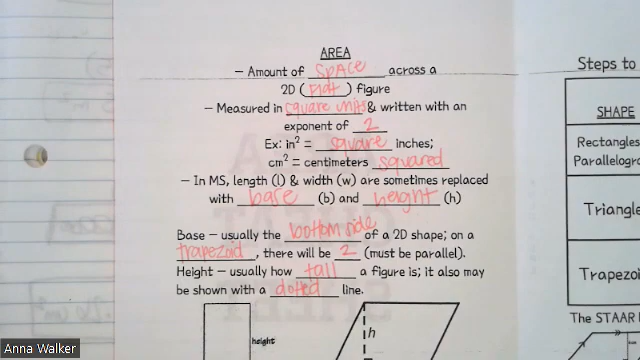 AREA
– Amount of space across a
2D (flat) figure
– Measured in square units & written with an
exponent of 2
Ex: in² = square inches;
cm² = centimeters squared
– In MS, length (l) & width (w) are sometimes replaced
with base (b) and height (h)
Base – usually the bottom side of a 2D shape; on a
trapezoid, there will be 2 (must be parallel).
Height – usually how tall a figure is; it also may
be shown with a dotted line.
height
h
Steps to
SHAPE
Rectangles
Parallelogra
Triangle
Trapezoi
The STAAR
Anna Walker